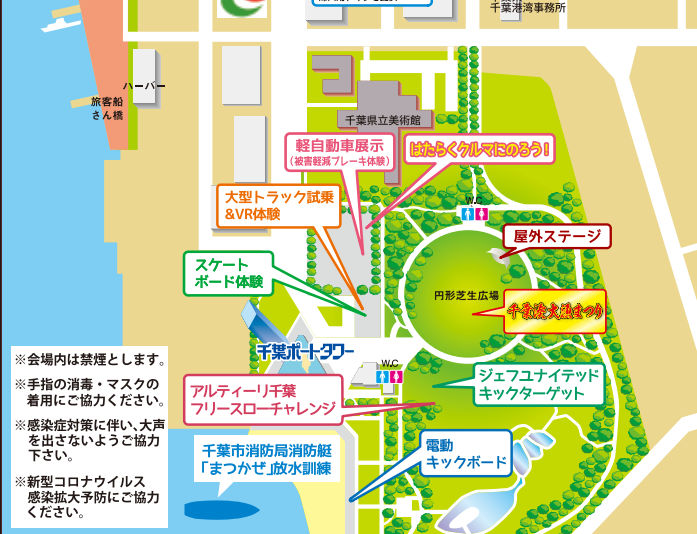 千葉港湾事務所
ハーバー
旅客船
さん橋
千葉県立美術館
軽自動車展示
（被害軽減ブレーキ体験）
はたらくクルマにのろう！
大型トラック試乗
&VR体験
W.C
屋外ステージ
スケート
ボード体験
円形芝生広場
千葉湊大漁まつり
千葉ポートタワー
W.C
※会場内は禁煙とします。
※手指の消毒・マスクの
着用にご協力ください。
※感染症対策に伴い、大声
を出さないようご協力
下さい。
※新型コロナウイルス
感染拡大予防にご協力
ください。
アルティーリ千葉
フリースローチャレンジ
ジェフユナイテッド
キックターゲット
千葉市消防局消防艇
「まつかぜ」放水訓練
電動
キックボード